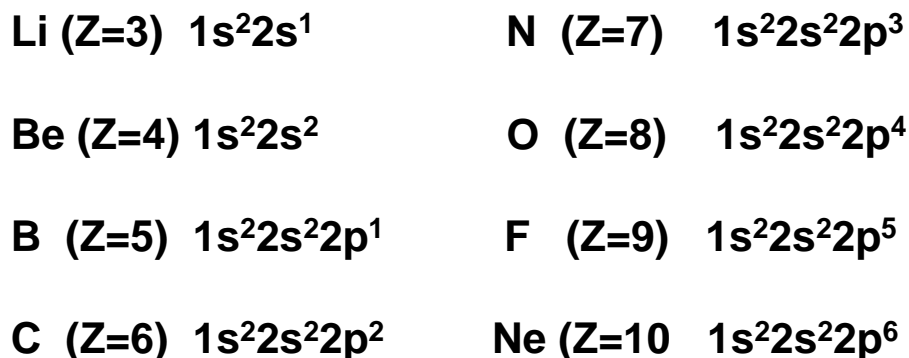 Li (Z=3) 1s²2s¹
Be (Z=4) 1s²2s²
B (Z=5) 1s²2s²2p¹
C (Z=6) 1s²2s²2p²
N (Z=7) 1s²2s²2p³
O (Z=8) 1s²2s²2p⁴
F (Z=9) 1s²2s²2p⁵
Ne (Z=10 1s²2s²2p⁶